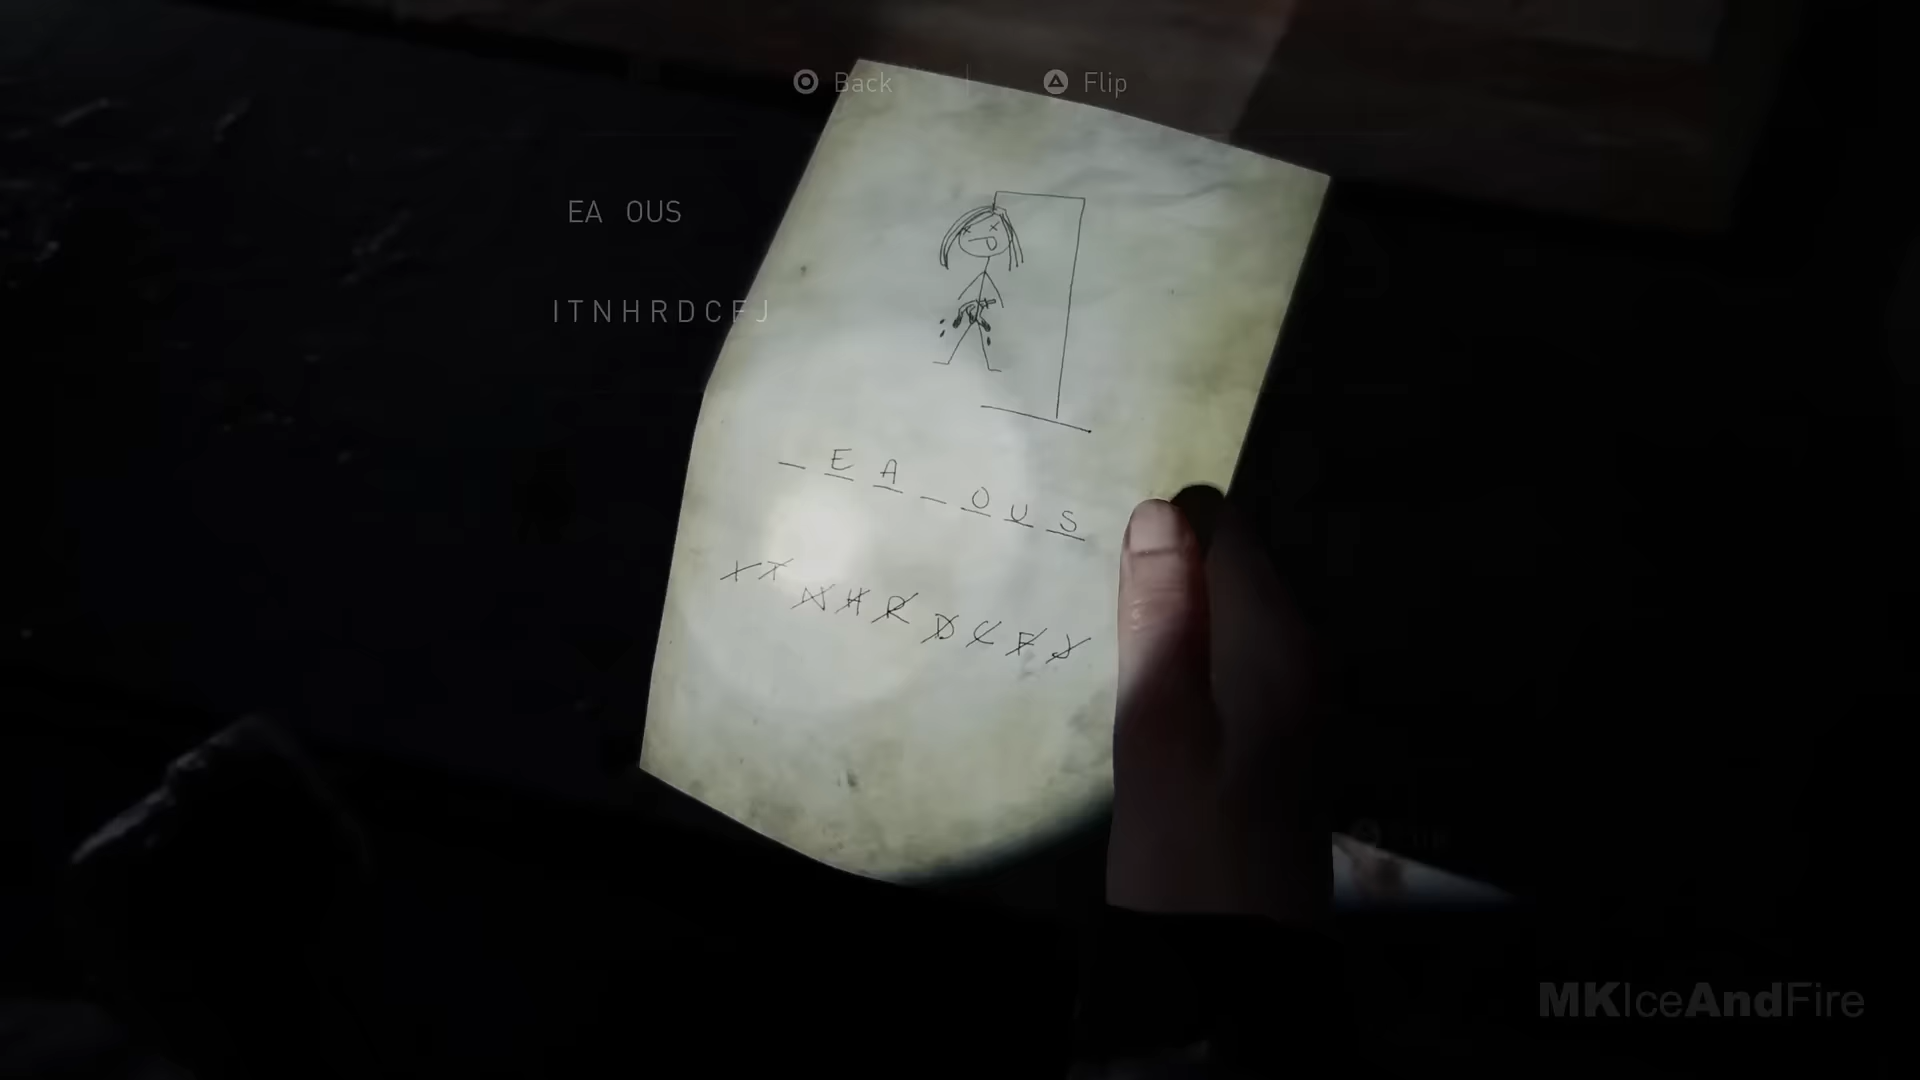 Back | Flip
EA OUS
ITNHRDCFJ
_ E A _ O U S
I T N H R D C F J
MKIceAndFire